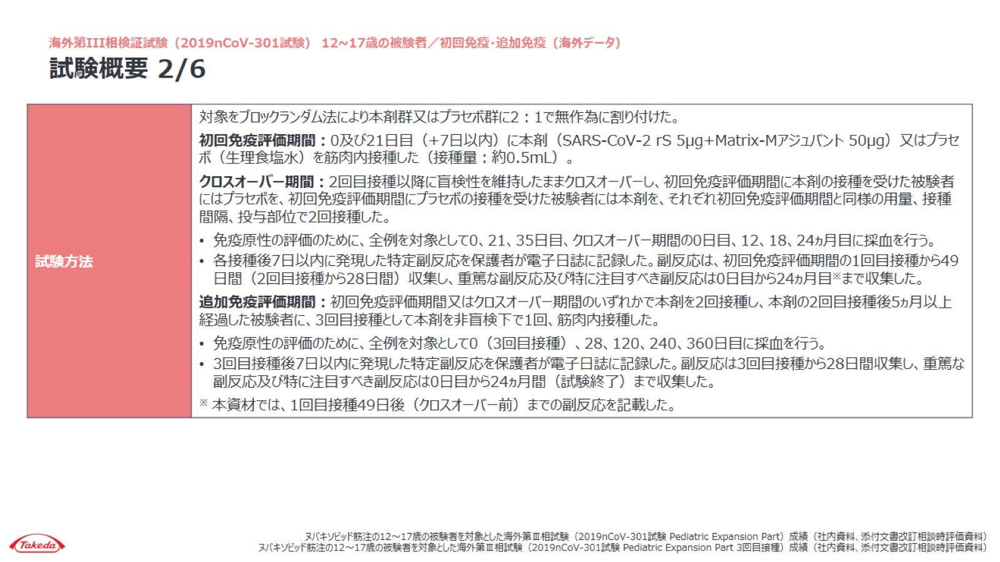 海外第III相検証試験（2019nCoV-301試験） 12~17歳の被験者／初回免疫･追加免疫（海外データ）
試験概要 2/6
対象をブロックランダム法により本剤群又はプラセボ群に2：1で無作為に割り付けた。
初回免疫評価期間：0及び21日目（+7日以内）に本剤（SARS-CoV-2 rS 5μg+Matrix-Mアジュバント 50μg）又はプラセ
ボ（生理食塩水）を筋肉内接種した（接種量：約0.5mL）。
クロスオーバー期間：2回目接種以降に盲検性を維持したままクロスオーバーし、初回免疫評価期間に本剤の接種を受けた被験者
にはプラセボを、初回免疫評価期間にプラセボの接種を受けた被験者には本剤を、それぞれ初回免疫評価期間と同様の用量、接種
間隔、投与部位で2回接種した。
• 免疫原性の評価のために、全例を対象として0、21、35日目、クロスオーバー期間の0日目、12、18、24ヵ月目に採血を行う。
試験方法
• 各接種後7日以内に発現した特定副反応を保護者が電子日誌に記録した。副反応は、初回免疫評価期間の1回目接種から49
日間（2回目接種から28日間）収集し、重篤な副反応及び特に注目すべき副反応は0日目から24ヵ月目※まで収集した。
追加免疫評価期間：初回免疫評価期間又はクロスオーバー期間のいずれかで本剤を2回接種し、本剤の2回目接種後5ヵ月以上
経過した被験者に、3回目接種として本剤を非盲検下で1回、筋肉内接種した。
• 免疫原性の評価のために、全例を対象として0（3回目接種）、28、120、240、360日目に採血を行う。
• 3回目接種後7日以内に発現した特定副反応を保護者が電子日誌に記録した。副反応は3回目接種から28日間収集し、重篤な
副反応及び特に注目すべき副反応は0日目から24ヵ月間（試験終了）まで収集した。
※ 本資材では、1回目接種49日後（クロスオーバー前）までの副反応を記載した。
Takeda
ヌバキソビッド筋注の12～17歳の被験者を対象とした海外第Ⅲ相試験（2019nCoV-301試験 Pediatric Expansion Part）成績（社内資料、添付文書改訂相談時評価資料）
ヌバキソビッド筋注の12～17歳の被験者を対象とした海外第Ⅲ相試験（2019nCoV-301試験 Pediatric Expansion Part 3回目接種）成績（社内資料、添付文書改訂相談時評価資料）